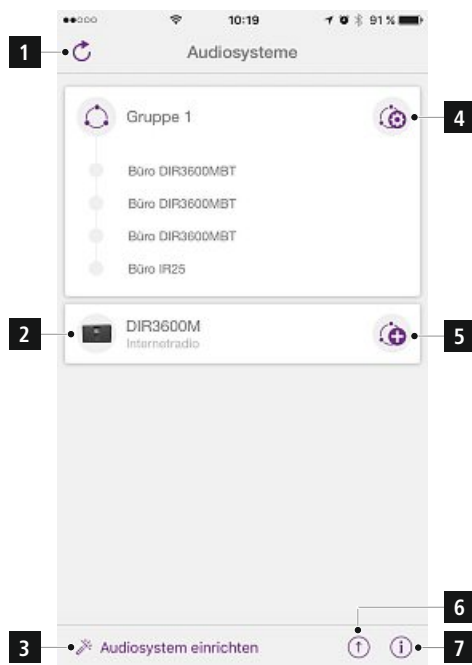 10:19 91 %
1 Audiosysteme
Gruppe 1 4
Büro DIR3600MBT
Büro DIR3600MBT
Büro DIR3600MBT
Büro IR25
2 DIR3600M 5
Internotradio
6
3 Audiosystem einrichten i 7